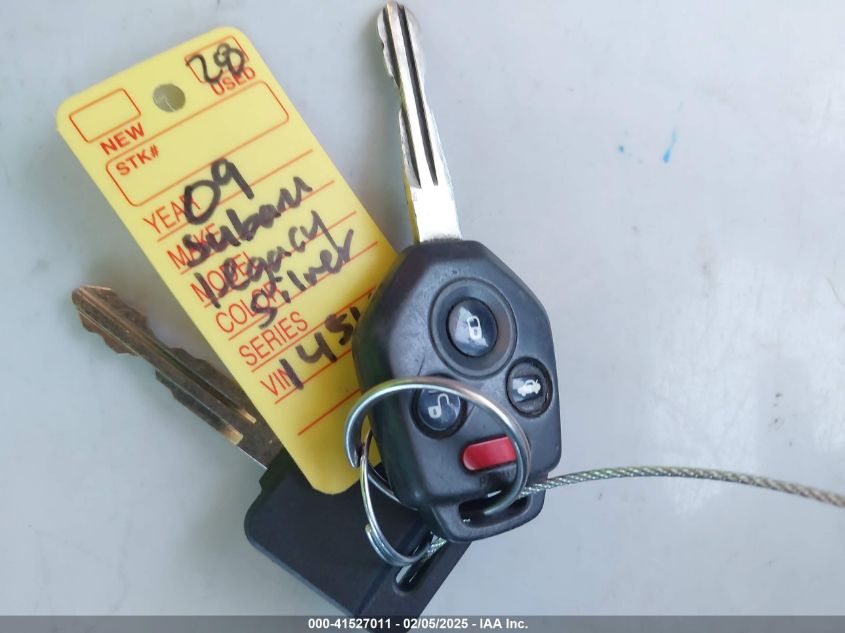 28
USED
NEW
STK#
YEAR 09
MAKE Subaru
MODEL legacy
COLOR Silver
SERIES
VIN
000-41527011 - 02/05/2025 - IAA Inc.